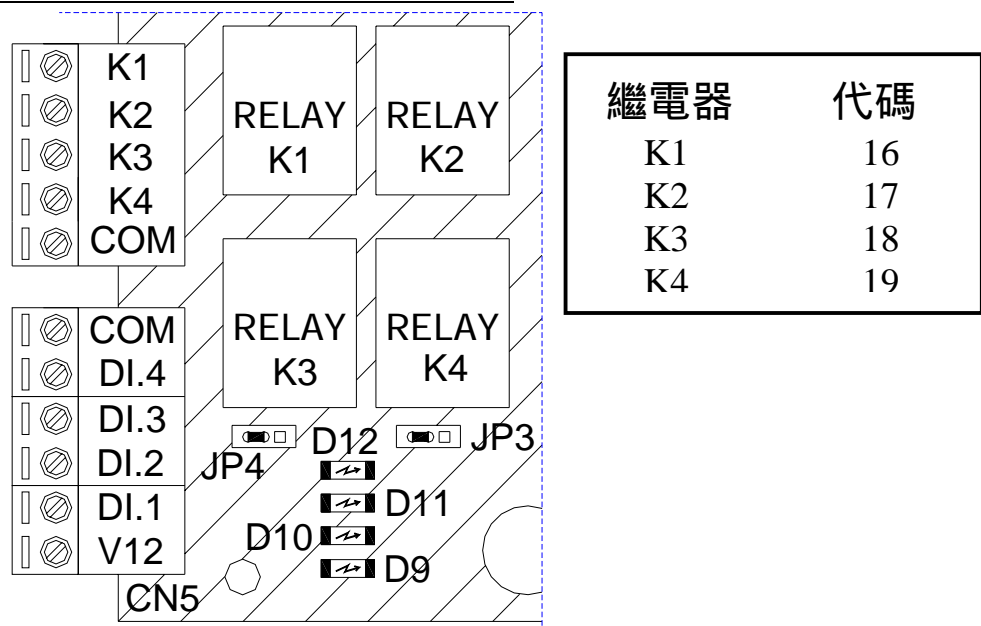 K1
K2
K3
K4
COM
RELAY
K1
RELAY
K2
COM
DI.4
DI.3
DI.2
DI.1
V12
CN5
RELAY
K3
RELAY
K4
JP4
D12
JP3
D11
D10
D9
繼電器 代碼
K1 16
K2 17
K3 18
K4 19